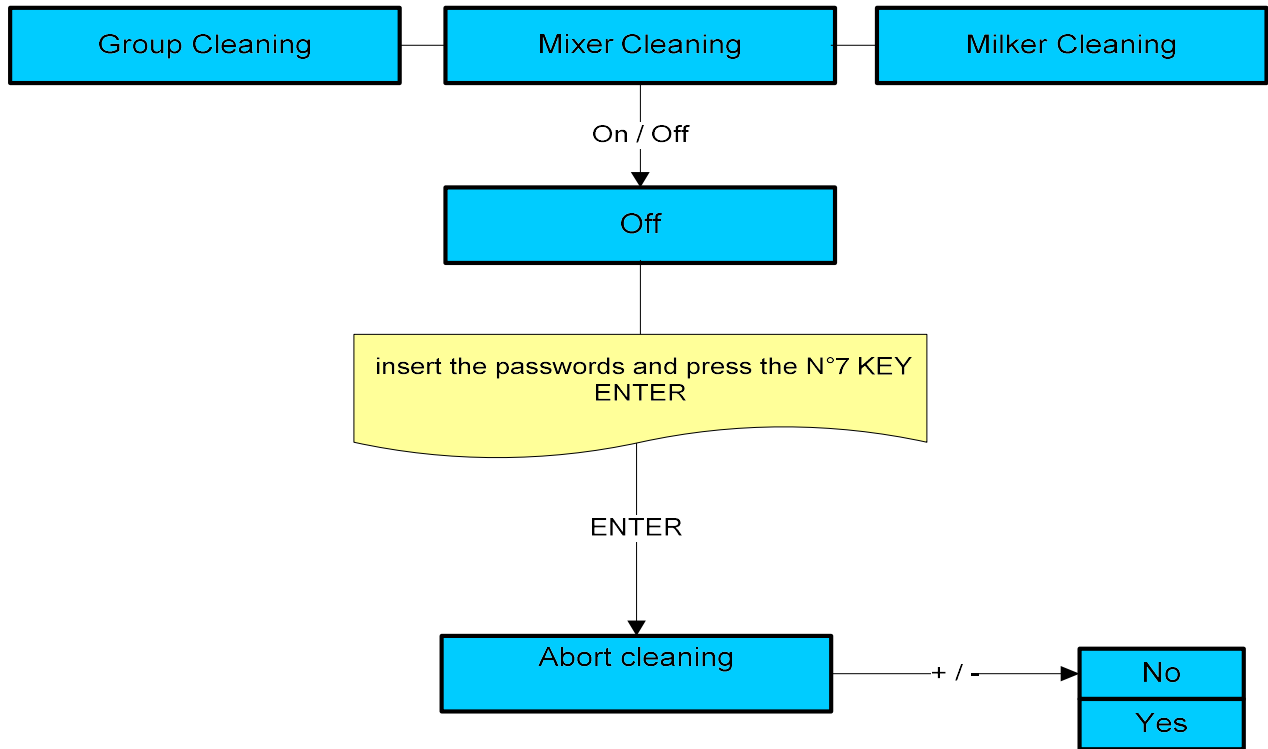 Group Cleaning
Mixer Cleaning
Milker Cleaning
On / Off
Off
insert the passwords and press the N°7 KEY
ENTER
ENTER
Abort cleaning
+ / -
No
Yes